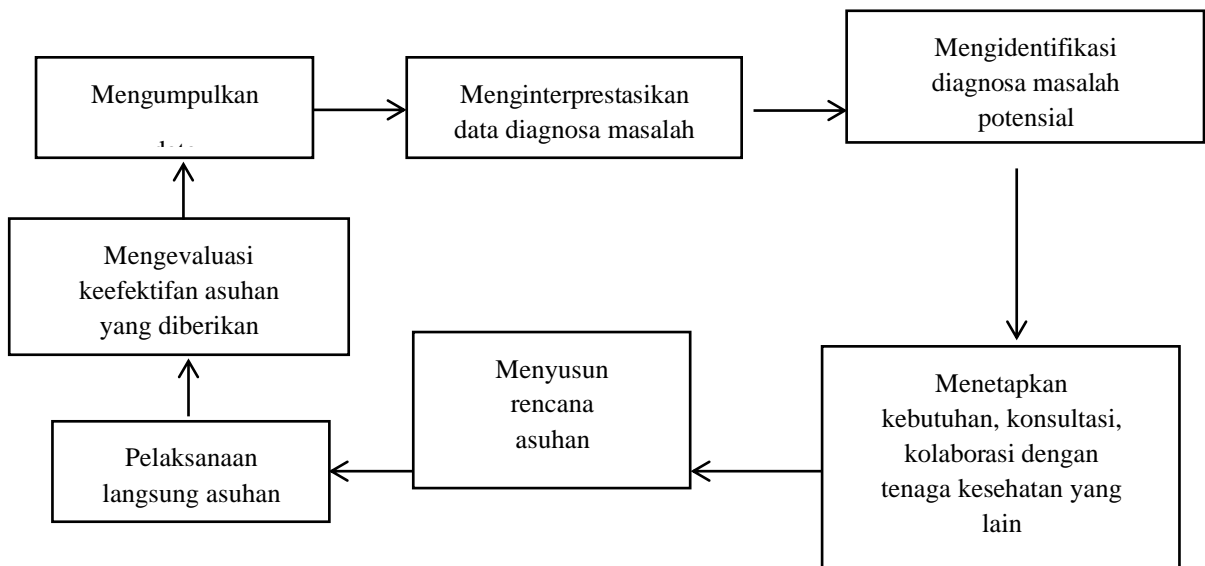 Mengumpulkan
Menginterprestasikan
data diagnosa masalah
Mengidentifikasi
diagnosa masalah
potensial
Menetapkan
kebutuhan, konsultasi,
kolaborasi dengan
tenaga kesehatan yang
lain
Menyusun
rencana
asuhan
Pelaksanaan
langsung asuhan
Mengevaluasi
keefektifan asuhan
yang diberikan